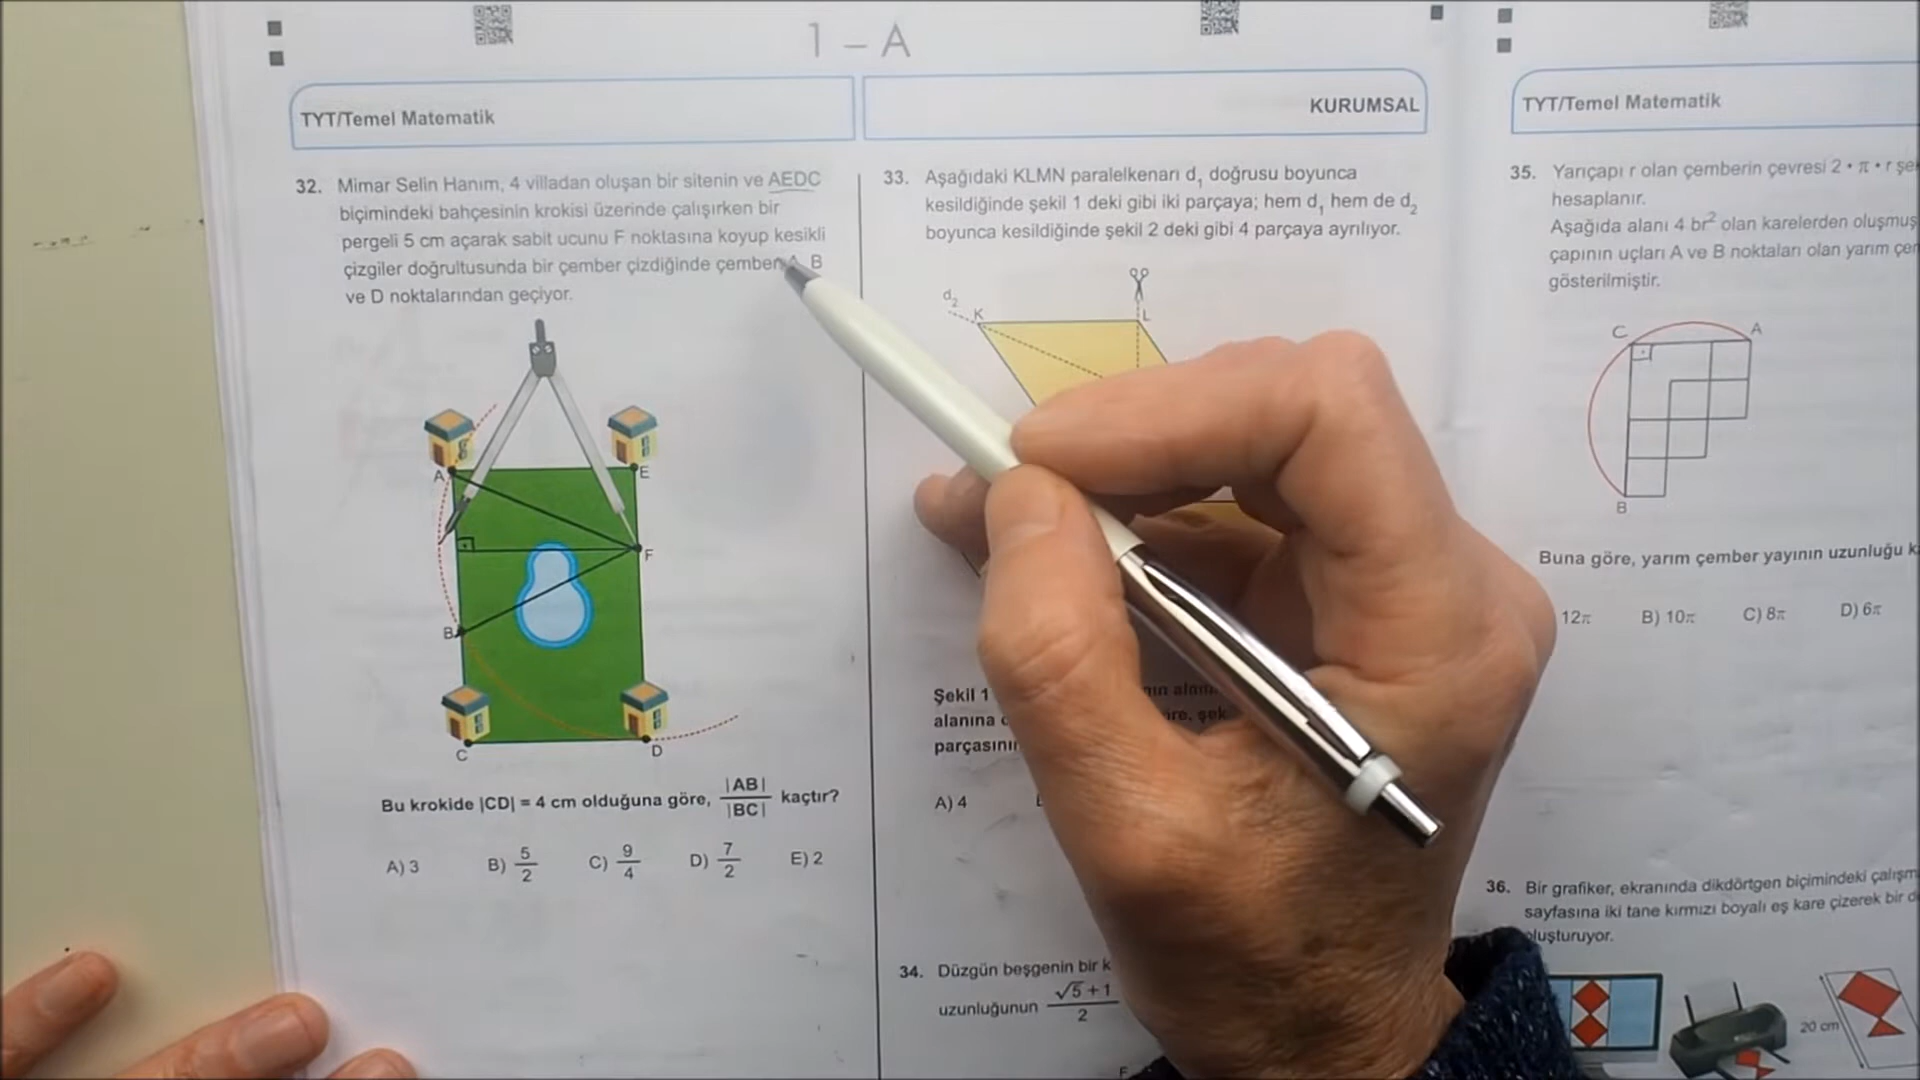 1 – A
TYT/Temel Matematik
KURUMSAL
TYT/Temel Matematik
32. Mimar Selin Hanım, 4 villadan oluşan bir sitenin ve AEDC
biçimindeki bahçesinin krokisi üzerinde çalışırken bir
pergeli 5 cm açarak sabit ucunu F noktasına koyup kesikli
çizgiler doğrultusunda bir çember çizdiğinde çember A, B
ve D noktalarından geçiyor.
A
E
F
B
C
D
Bu krokide |CD| = 4 cm olduğuna göre, |AB| / |BC| kaçtır?
A) 3 B) 5/2 C) 9/4 D) 7/2 E) 2
33. Aşağıdaki KLMN paralelkenarı d₁ doğrusu boyunca
kesildiğinde şekil 1 deki gibi iki parçaya; hem d₁ hem de d₂
boyunca kesildiğinde şekil 2 deki gibi 4 parçaya ayrılıyor.
d₂
K
L
Şekil 1
alanına
parçasının
A) 4
34. Düzgün beşgenin bir k
uzunluğunun √5 + 1 / 2
F
35. Yarıçapı r olan çemberin çevresi 2 • π • r şe
hesaplanır.
Aşağıda alanı 4 br² olan karelerden oluşmuş
çapının uçları A ve B noktaları olan yarım çem
gösterilmiştir.
C
A
B
Buna göre, yarım çember yayının uzunluğu k
12π B) 10π C) 8π D) 6π
36. Bir grafiker, ekranında dikdörtgen biçimindeki çalışm
sayfasına iki tane kırmızı boyalı eş kare çizerek bir d
oluşturuyor.
20 cm